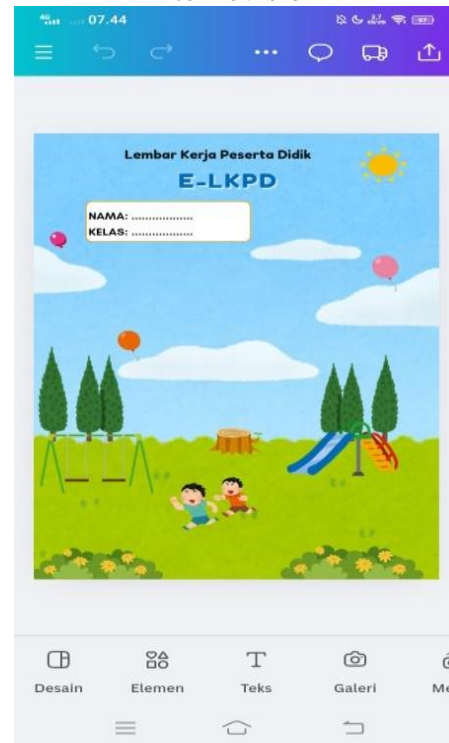 07.44
Lembar Kerja Peserta Didik
E-LKPD
NAMA: .................
KELAS: .................
Desain
Elemen
Teks
Galeri